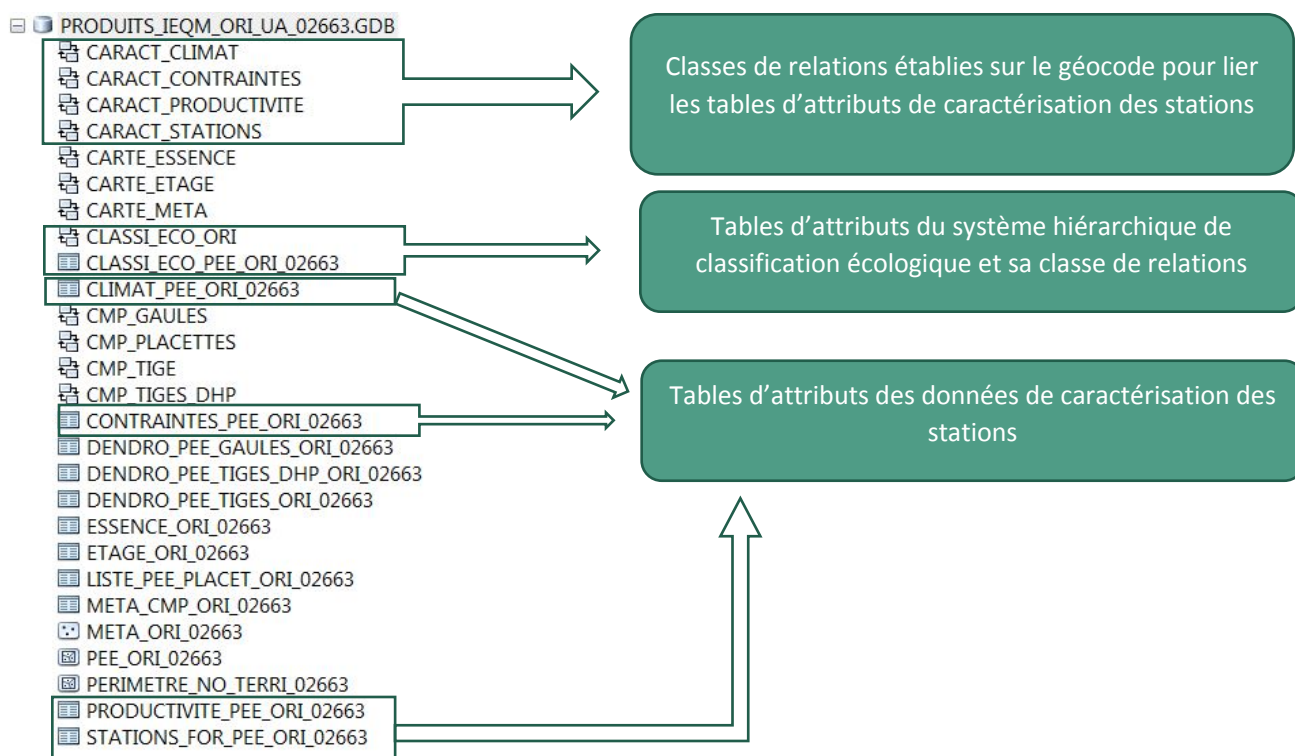 PRODUITS_IEQM_ORI_UA_02663.GDB
CARACT_CLIMAT
CARACT_CONTRAINTES
CARACT_PRODUCTIVITE
CARACT_STATIONS
CARTE_ESSENCE
CARTE_ETAGE
CARTE_META
CLASSI_ECO_ORI
CLASSI_ECO_PEE_ORI_02663
CLIMAT_PEE_ORI_02663
CMP_GAULES
CMP_PLACETTES
CMP_TIGE
CMP_TIGES_DHP
CONTRAINTES_PEE_ORI_02663
DENDRO_PEE_GAULES_ORI_02663
DENDRO_PEE_TIGES_DHP_ORI_02663
DENDRO_PEE_TIGES_ORI_02663
ESSENCE_ORI_02663
ETAGE_ORI_02663
LISTE_PEE_PLACET_ORI_02663
META_CMP_ORI_02663
META_ORI_02663
PEE_ORI_02663
PERIMETRE_NO_TERRI_02663
PRODUCTIVITE_PEE_ORI_02663
STATIONS_FOR_PEE_ORI_02663
Classes de relations établies sur le géocode pour lier
les tables d'attributs de caractérisation des stations
Tables d'attributs du système hiérarchique de
classification écologique et sa classe de relations
Tables d'attributs des données de caractérisation des
stations